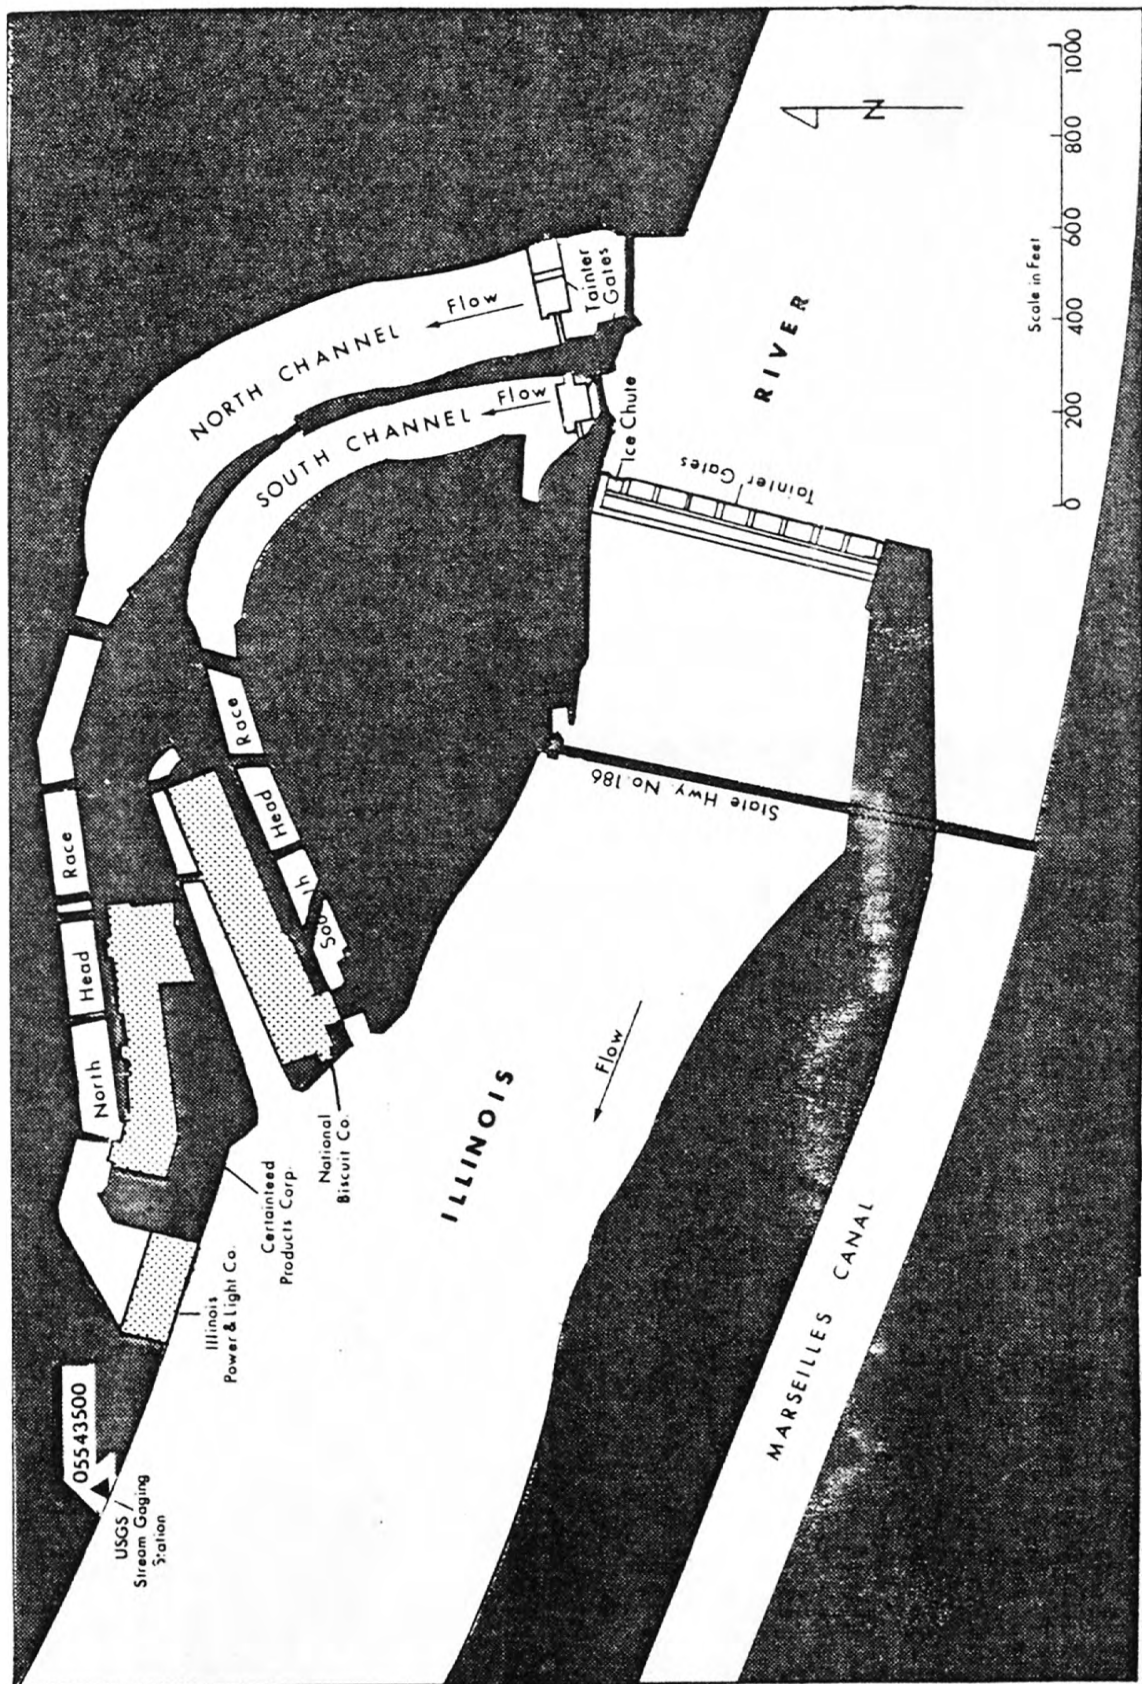 NORTH CHANNEL
Flow
Tainter
Gates
SOUTH CHANNEL
Flow
Ice Chute
Tainter Gates
RIVER
Scale in Feet
0 200 400 600 800 1000
N
State Hwy. No. 186
North Head Race
South Head Race
National
Biscuit Co.
Certainteed
Products Corp.
Illinois
Power & Light Co.
05543500
USGS
Stream Gaging
Station
ILLINOIS
Flow
MARSEILLES CANAL